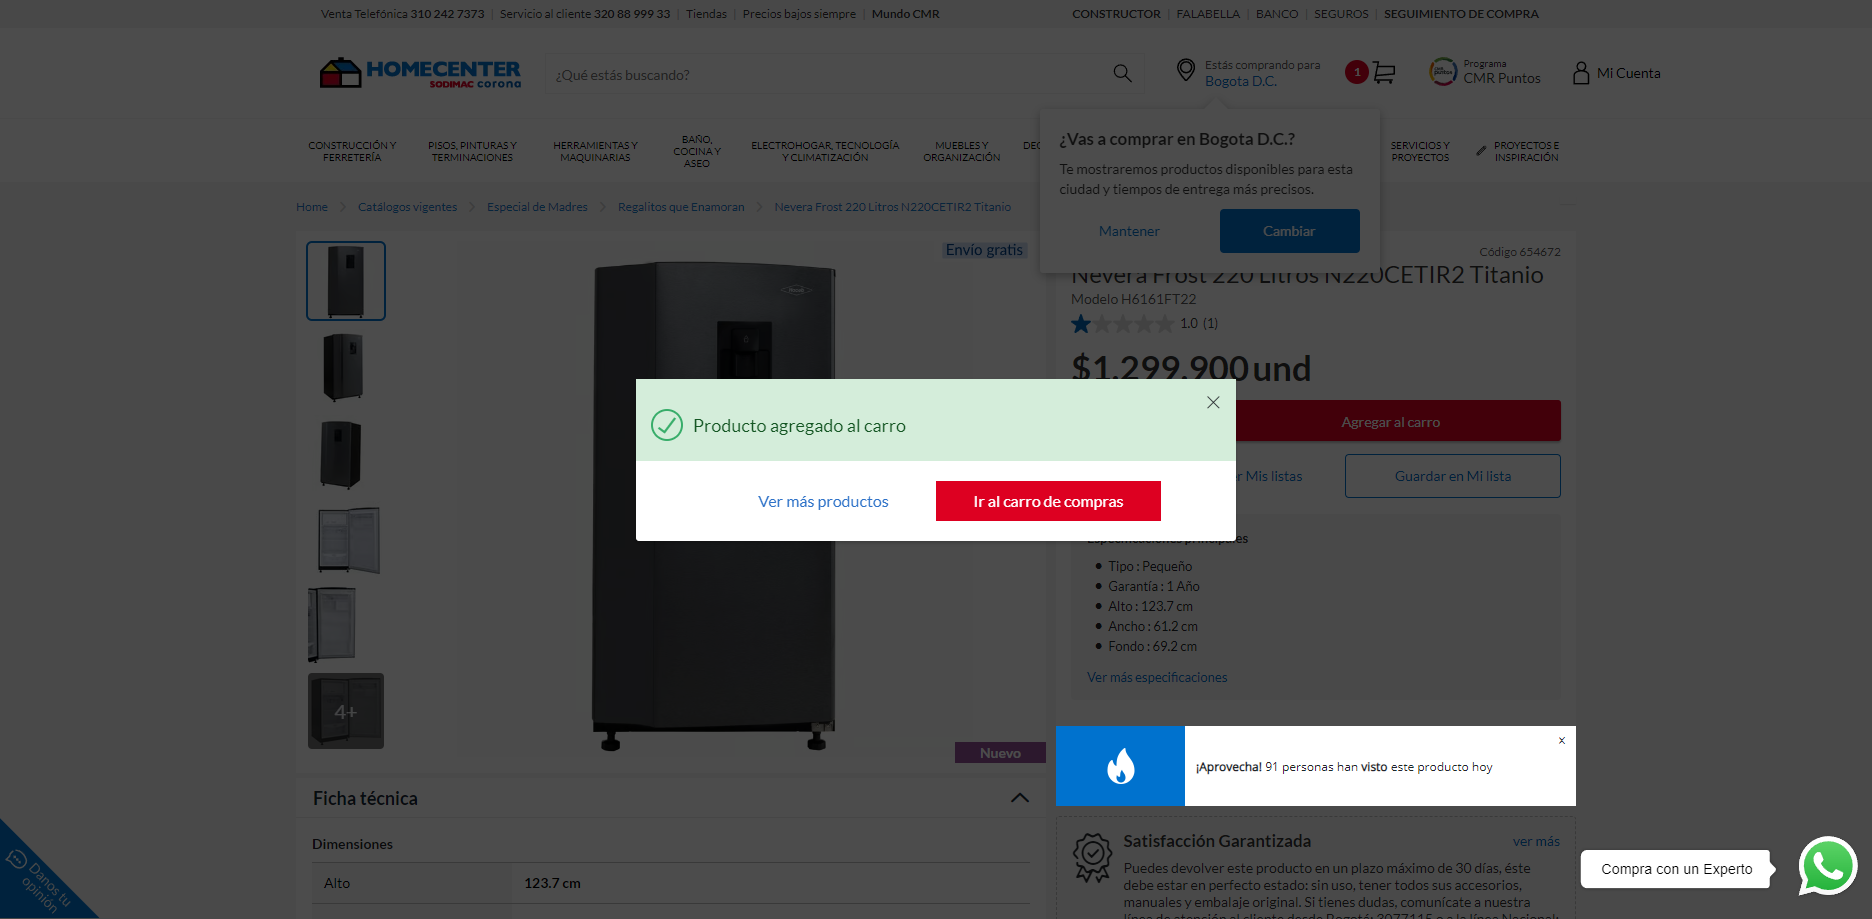 Venta Telefónica 310 242 7373 | Servicio al cliente 320 88 999 33 | Tiendas | Precios bajos siempre | Mundo CMR
CONSTRUCTOR | FALABELLA | BANCO | SEGUROS | SEGUIMIENTO DE COMPRA
HOMECENTER
SODIMAC corona
¿Qué estás buscando?
Estás comprando para
Bogota D.C.
1
Programa
CMR Puntos
Mi Cuenta
CONSTRUCCIÓN Y
FERRETERÍA
PISOS, PINTURAS Y
TERMINACIONES
HERRAMIENTAS Y
MAQUINARIAS
BAÑO,
COCINA Y
ASEO
ELECTROHOGAR, TECNOLOGÍA
Y CLIMATIZACIÓN
MUEBLES Y
ORGANIZACIÓN
SERVICIOS Y
PROYECTOS
PROYECTOS E
INSPIRACIÓN
¿Vas a comprar en Bogota D.C.?
Te mostraremos productos disponibles para esta
ciudad y tiempos de entrega más precisos.
Mantener
Cambiar
Home > Catálogos vigentes > Especial de Madres > Regalitos que Enamoran > Nevera Frost 220 Litros N220CETIR2 Titanio
Envío gratis
4+
Nuevo
Código 654672
Nevera Frost 220 Litros N220CETIR2 Titanio
Modelo H6161FT22
1.0 (1)
$1.299.900 und
Agregar al carro
Mis listas
Guardar en Mi lista
Producto agregado al carro
Ver más productos
Ir al carro de compras
Especificaciones principales
• Tipo : Pequeño
• Garantía : 1 Año
• Alto : 123.7 cm
• Ancho : 61.2 cm
• Fondo : 69.2 cm
Ver más especificaciones
x
¡Aprovecha! 91 personas han visto este producto hoy
Ficha técnica
Dimensiones
Alto 123.7 cm
Satisfacción Garantizada
ver más
Puedes devolver este producto en un plazo máximo de 30 días, éste
debe estar en perfecto estado: sin uso, tener todos sus accesorios,
manuales y embalaje original. Si tienes dudas, comunícate a nuestra
Compra con un Experto
Danos tu
opinión